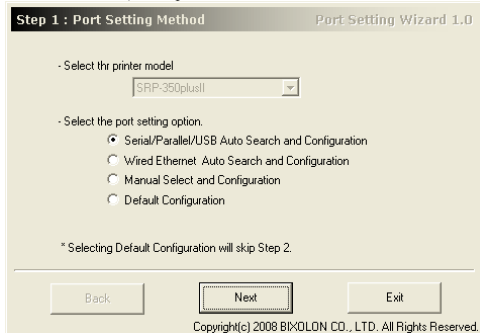 Step 1 : Port Setting Method
Port Setting Wizard 1.0
- Select thr printer model
SRP-350plusII
- Select the port setting option.
Serial/Parallel/USB Auto Search and Configuration
Wired Ethernet Auto Search and Configuration
Manual Select and Configuration
Default Configuration
* Selecting Default Configuration will skip Step 2.
Back
Next
Exit
Copyright(c) 2008 BIXOLON CO., LTD. All Rights Reserved.